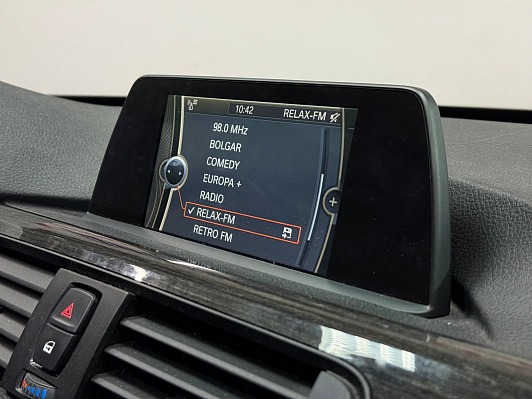 10:42 RELAX-FM
98.0 MHz
BOLGAR
COMEDY
EUROPA +
RADIO
✓ RELAX-FM
RETRO FM